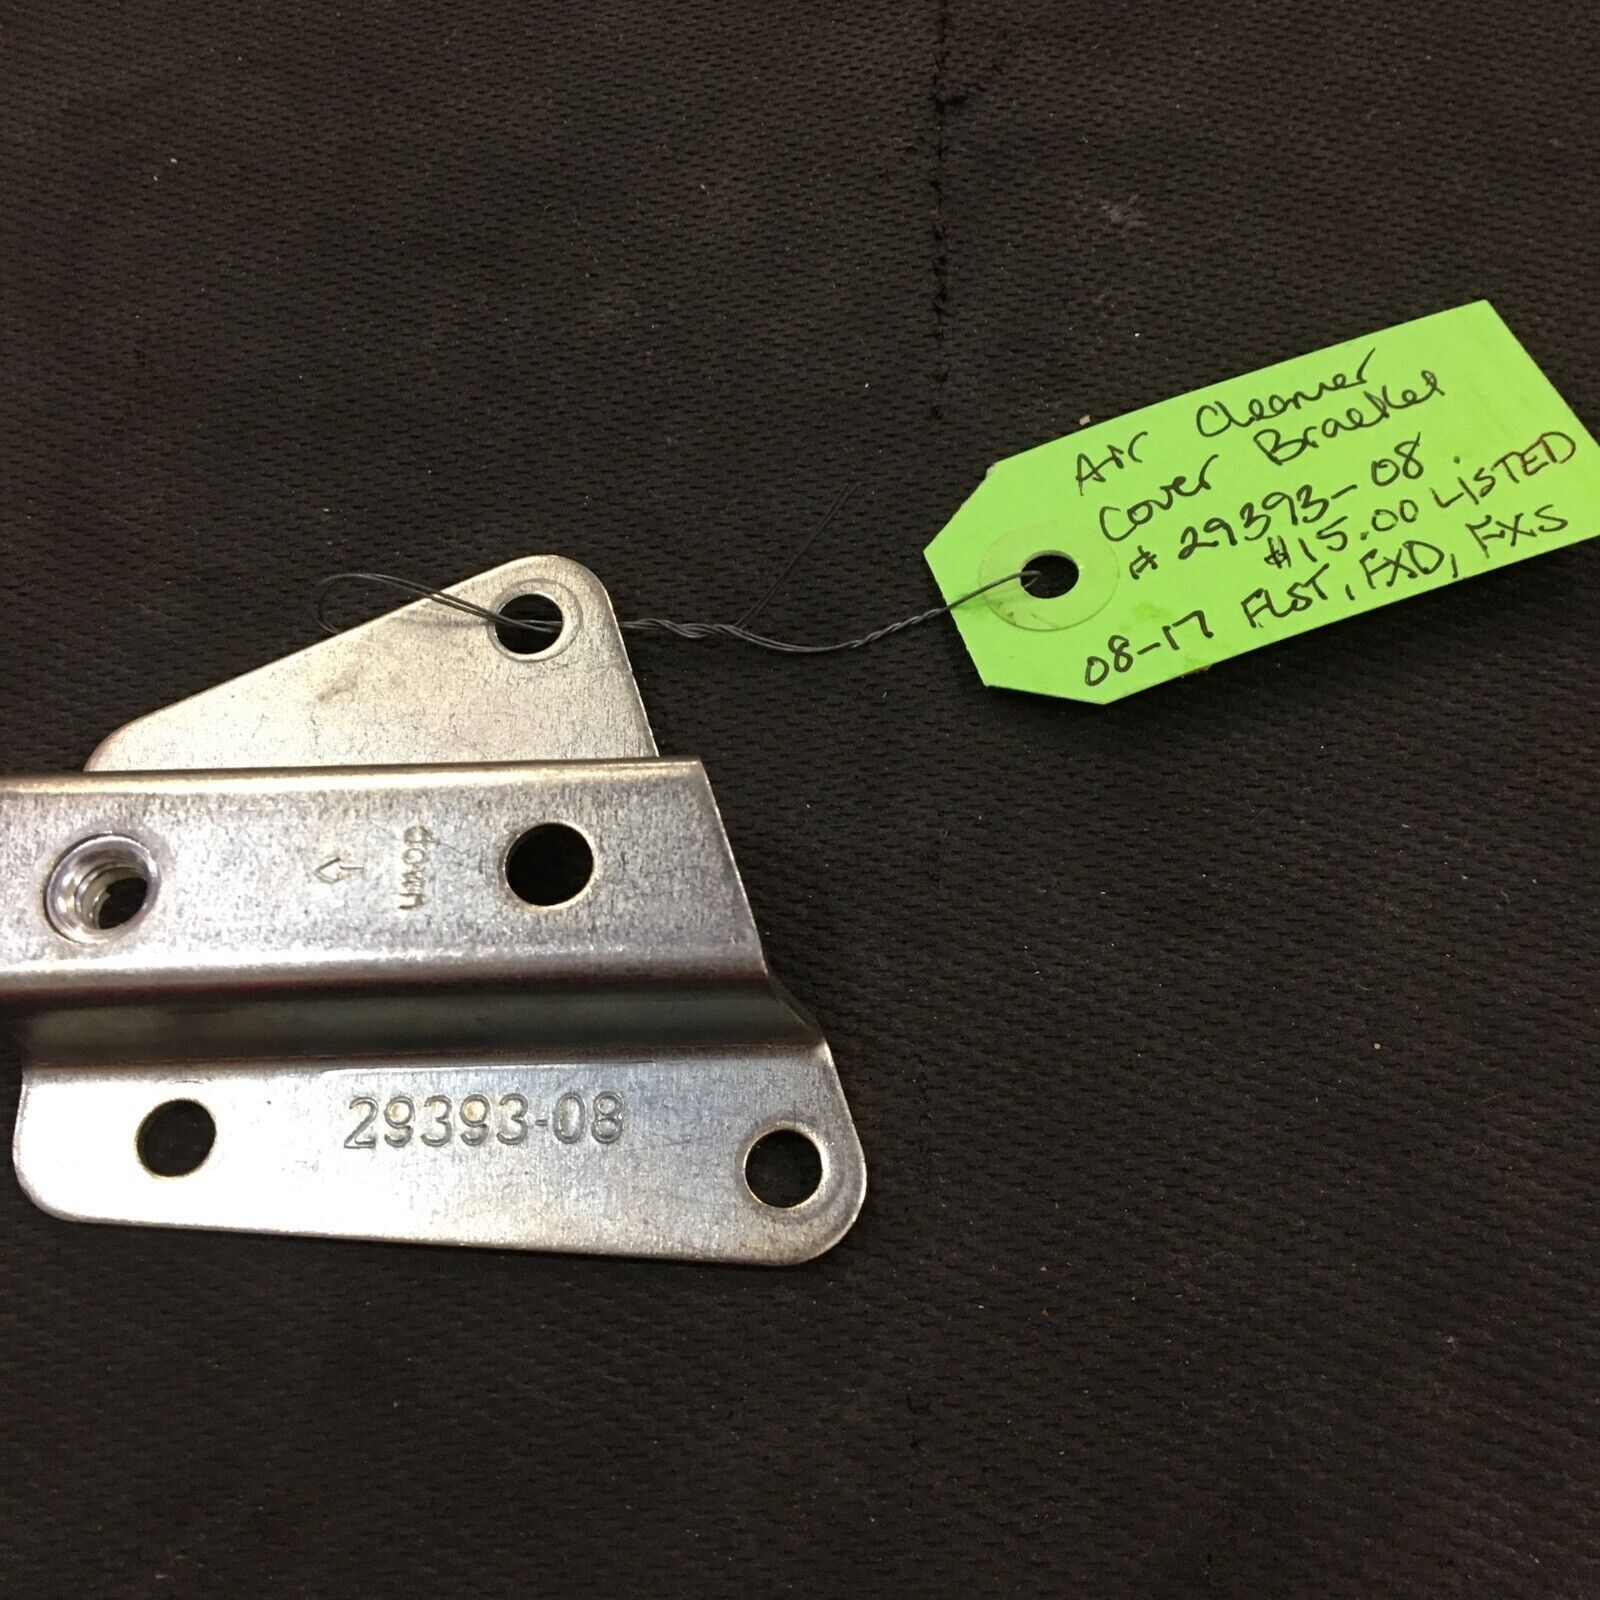 Air Cleaner
Cover Bracket
# 29393-08.
$15.00 LISTED
08-17 FLST, FXD, FXS
DOWN
29393-08